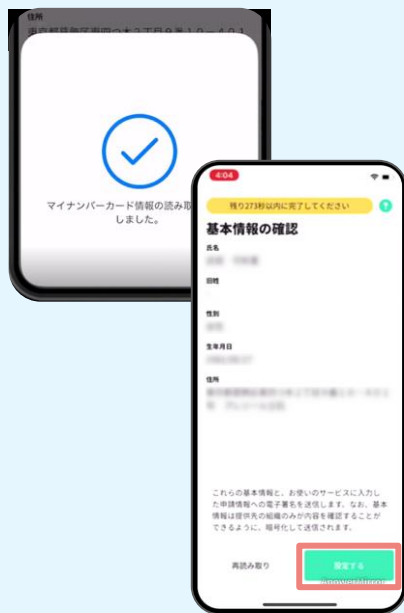 住所
マイナンバーカード情報の読み取
しました。
4:04
残り273秒以内に完了してください
基本情報の確認
氏名
旧姓
性別
生年月日
住所
これらの基本情報と、お使いのサービスに入力し
た申請情報への電子署名を送信します。なお、基本
情報は提供先の組織のみが内容を確認することが
できるように、暗号化して送信されます。
再読み取り
設定する
ApowerMirror